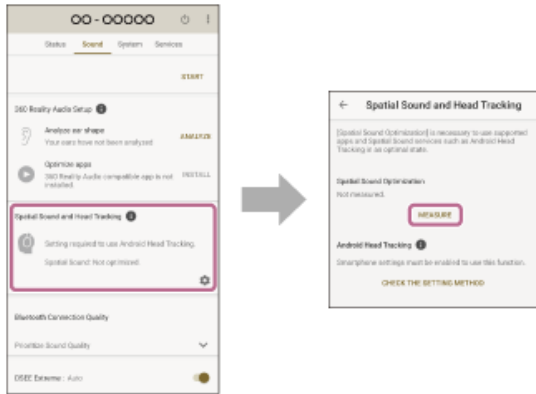 OO-OOOOO
Status Sound System Services
START
360 Reality Audio Setup
Analyze ear shape
Your ears have not been analyzed
ANALYZE
Optimize apps
360 Reality Audio compatible app is not installed.
INSTALL
Spatial Sound and Head Tracking
Setting required to use Android Head Tracking.
Spatial Sound: Not optimized.
Bluetooth Connection Quality
Prioritize Sound Quality
DSEE Extreme : Auto
Spatial Sound and Head Tracking
[Spatial Sound Optimization] is necessary to use supported
apps and Spatial Sound services such as Android Head
Tracking in an optimal state.
Spatial Sound Optimization
Not measured.
MEASURE
Android Head Tracking
Smartphone settings must be enabled to use this function.
CHECK THE SETTING METHOD